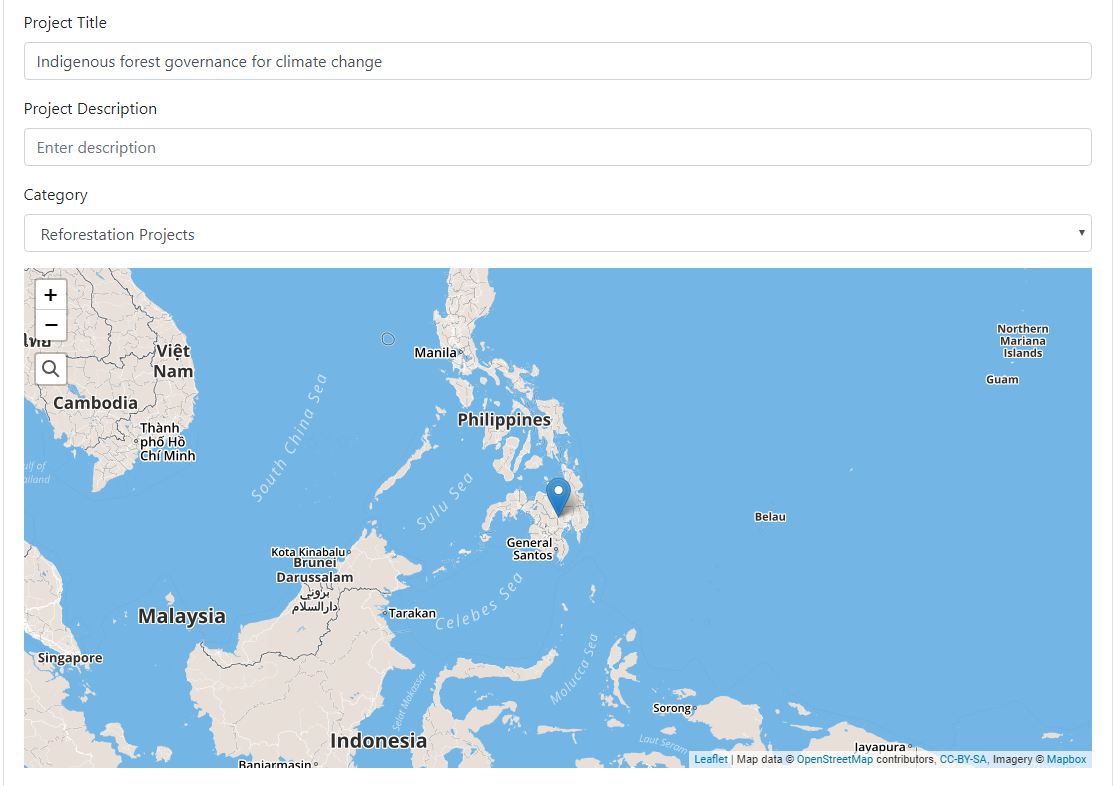 Project Title
Indigenous forest governance for climate change
Project Description
Enter description
Category
Reforestation Projects
+
−
ไทย
Việt
Nam
Cambodia
Thành
phố Hồ
Chí Minh
South China Sea
Manila
Philippines
Northern
Mariana
Islands
Guam
Sulu Sea
Belau
General
Santos
Kota Kinabalu
Brunei
Darussalam
بروني
دارالسلام
Malaysia
Tarakan
Celebes Sea
Singapore
Molucca Sea
Selat Makassar
Sorong
Indonesia
Laut Seram
Jayapura
Banjarmasin
Leaflet | Map data © OpenStreetMap contributors, CC-BY-SA, Imagery © Mapbox